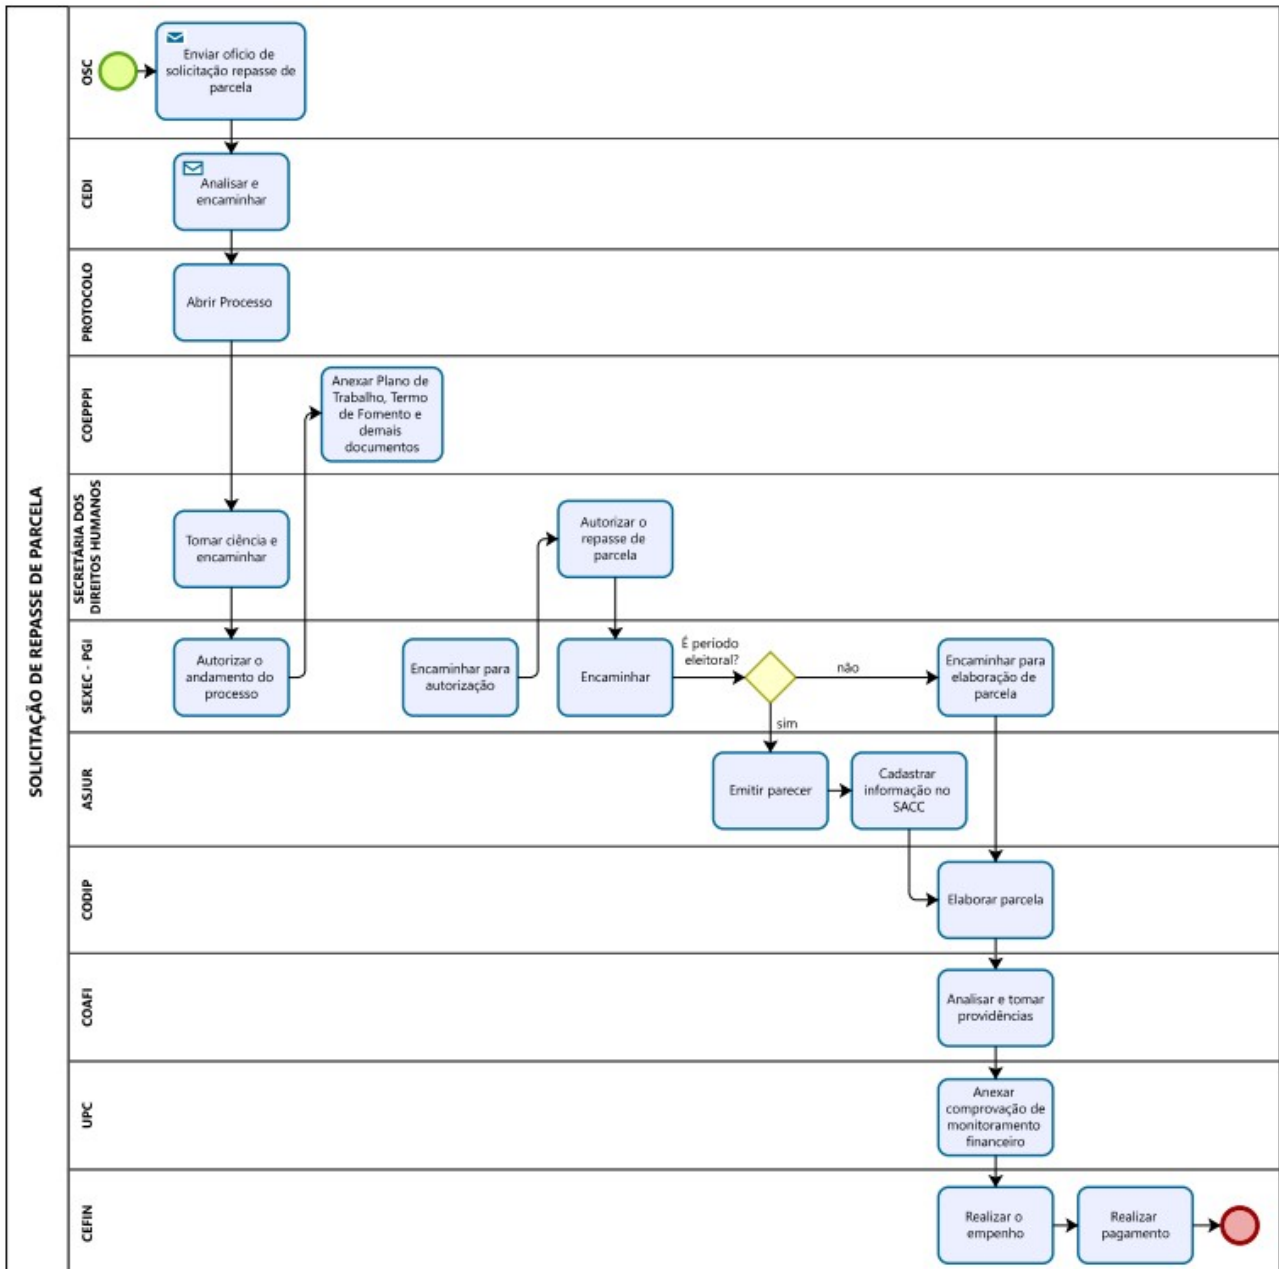 SOLICITAÇÃO DE REPASSE DE PARCELA
OSC
Enviar ofício de
solicitação repasse de
parcela
CEDI
Analisar e
encaminhar
PROTOCOLO
Abrir Processo
COEPPPI
Anexar Plano de
Trabalho, Termo
de Fomento e
demais
documentos
SECRETÁRIA DOS
DIREITOS HUMANOS
Tomar ciência e
encaminhar
Autorizar o
repasse de
parcela
SEXEC - PGI
Autorizar o
andamento do
processo
Encaminhar para
autorização
Encaminhar
É período
eleitoral?
não
sim
Encaminhar para
elaboração de
parcela
ASJUR
Emitir parecer
Cadastrar
informação no
SACC
CODIP
Elaborar parcela
COAFI
Analisar e tomar
providências
UPC
Anexar
comprovação de
monitoramento
financeiro
CEFIN
Realizar o
empenho
Realizar
pagamento